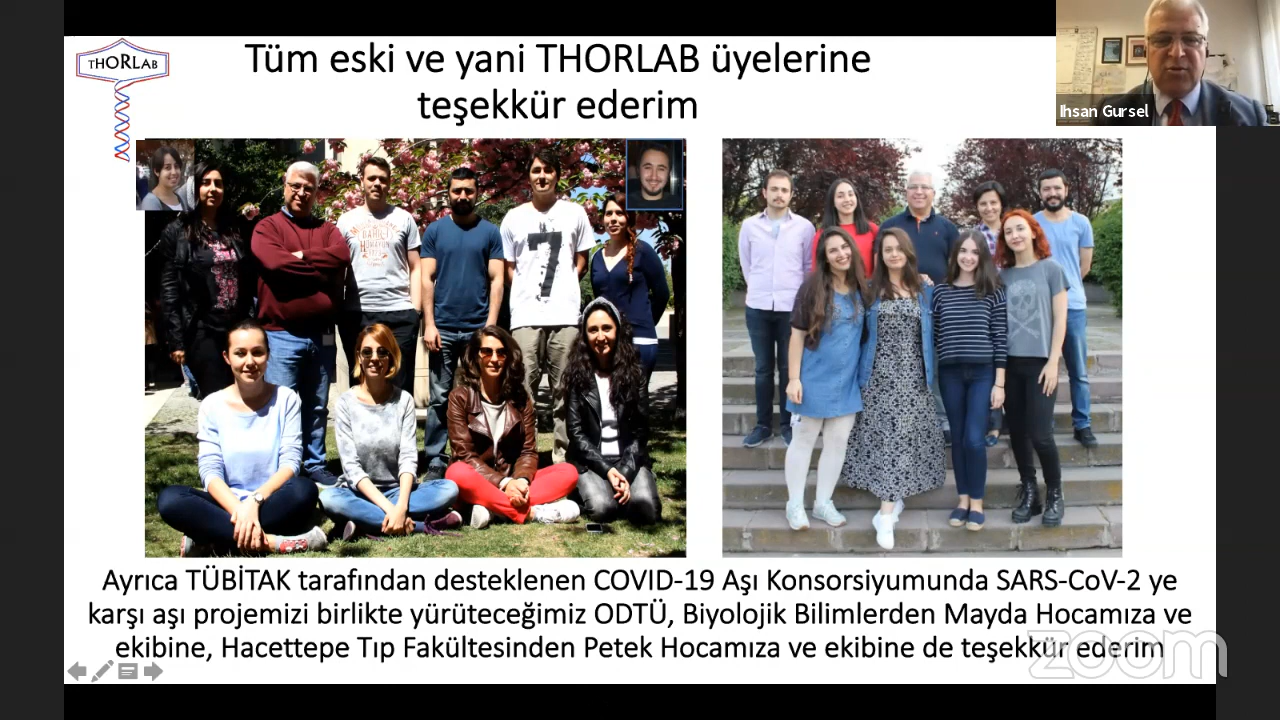 THORLAB
Tüm eski ve yani THORLAB üyelerine
teşekkür ederim
Ihsan Gursel
7
Ayrıca TÜBİTAK tarafından desteklenen COVID-19 Aşı Konsorsiyumunda SARS-CoV-2 ye
karşı aşı projemizi birlikte yürüteceğimiz ODTÜ, Biyolojik Bilimlerden Mayda Hocamıza ve
ekibine, Hacettepe Tıp Fakültesinden Petek Hocamıza ve ekibine de teşekkür ederim
zoom